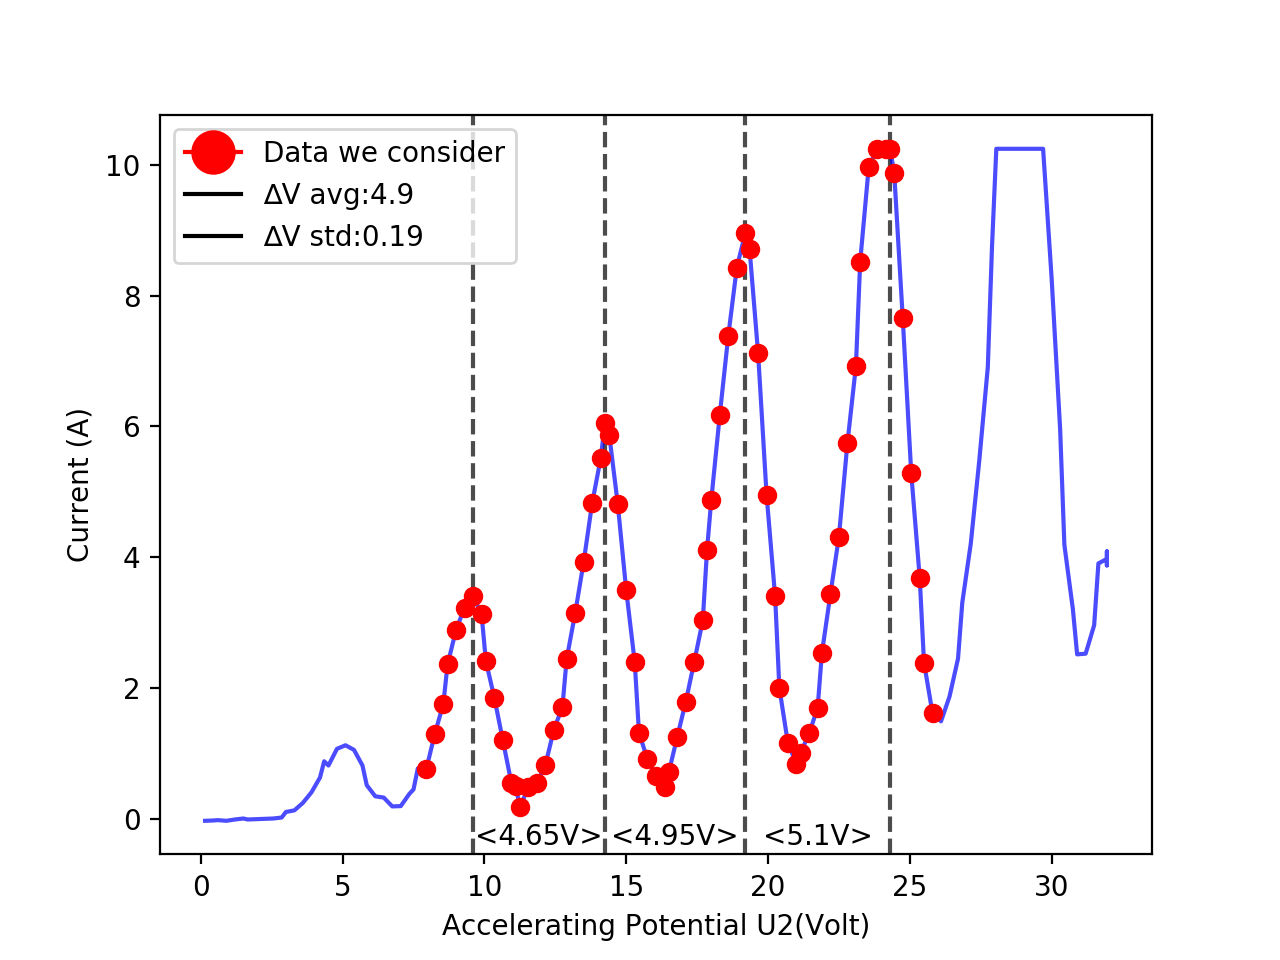 Data we consider
ΔV avg:4.9
ΔV std:0.19
10
8
6
4
2
0
Current (A)
<4.65V>
<4.95V>
<5.1V>
0
5
10
15
20
25
30
Accelerating Potential U2(Volt)